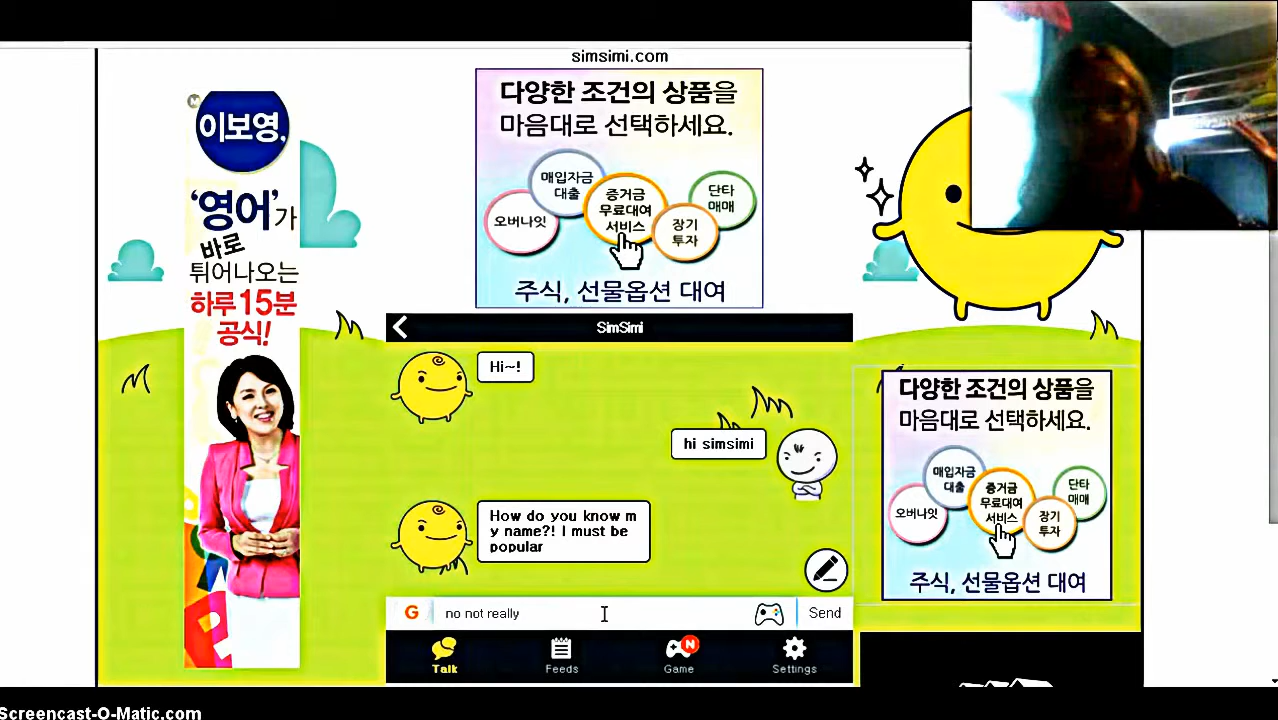 simsimi.com
이보영,
'영어'가
바로
튀어나오는
하루 15분
공식!
다양한 조건의 상품을
마음대로 선택하세요.
매입자금
대출
오버나잇
증거금
무료대여
서비스
장기
투자
단타
매매
주식, 선물옵션 대여
SimSimi
Hi~!
hi simsimi
How do you know m
y name?! I must be
popular
G no not really Send
Talk Feeds Game N Settings
다양한 조건의 상품을
마음대로 선택하세요.
매입자금
대출
오버나잇
증거금
무료대여
서비스
장기
투자
단타
매매
주식, 선물옵션 대여
Screencast-O-Matic.com